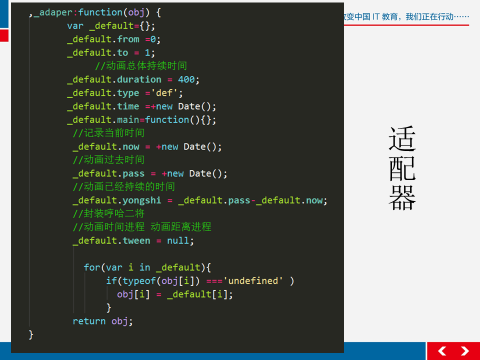 变中国 IT 教育，我们正在行动……
,_adaper:function(obj) {
var _default={};
_default.from =0;
_default.to = 1;
//动画总体持续时间
_default.duration = 400;
_default.type ='def';
_default.time =+new Date();
_default.main=function(){};
//记录当前时间
_default.now = +new Date();
//动画过去时间
_default.pass = +new Date();
//动画已经持续的时间
_default.yongshi = _default.pass-_default.now;
//封装哼哈二将
//动画时间进程 动画距离进程
_default.tween = null;
for(var i in _default){
if(typeof(obj[i]) ==='undefined' )
obj[i] = _default[i];
}
return obj;
}
适配器